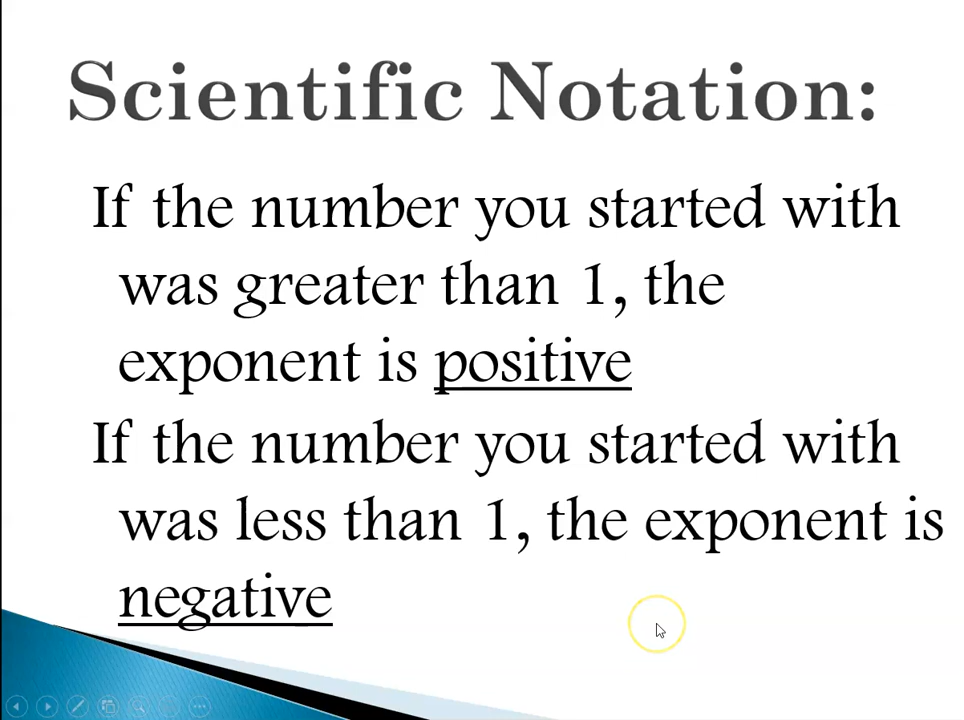 Scientific Notation:
If the number you started with
was greater than 1, the
exponent is positive
If the number you started with
was less than 1, the exponent is
negative